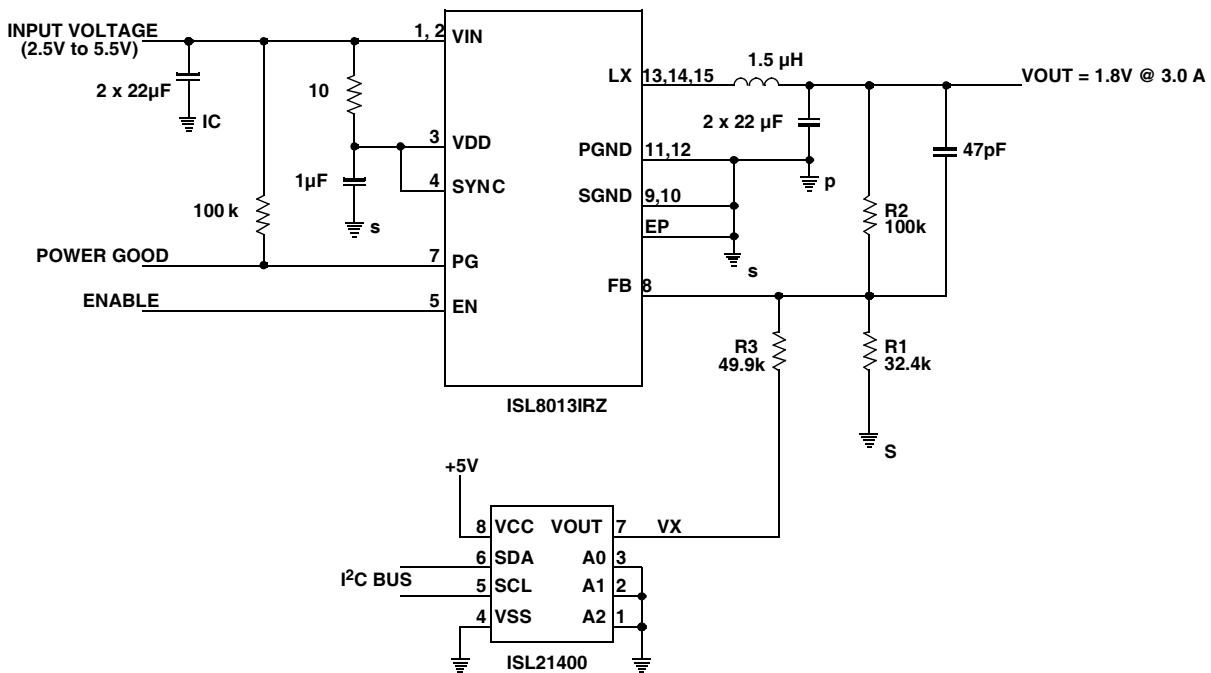 INPUT VOLTAGE
(2.5V to 5.5V)
2 x 22µF
IC
10
1µF
s
100 k
POWER GOOD
ENABLE
1, 2 VIN
3 VDD
4 SYNC
7 PG
5 EN
LX 13,14,15
PGND 11,12
SGND 9,10
EP
FB 8
ISL8013IRZ
1.5 µH
VOUT = 1.8V @ 3.0 A
2 x 22 µF
p
s
47pF
R2
100k
R3
49.9k
R1
32.4k
S
+5V
8 VCC VOUT 7 VX
6 SDA A0 3
I²C BUS
5 SCL A1 2
4 VSS A2 1
ISL21400